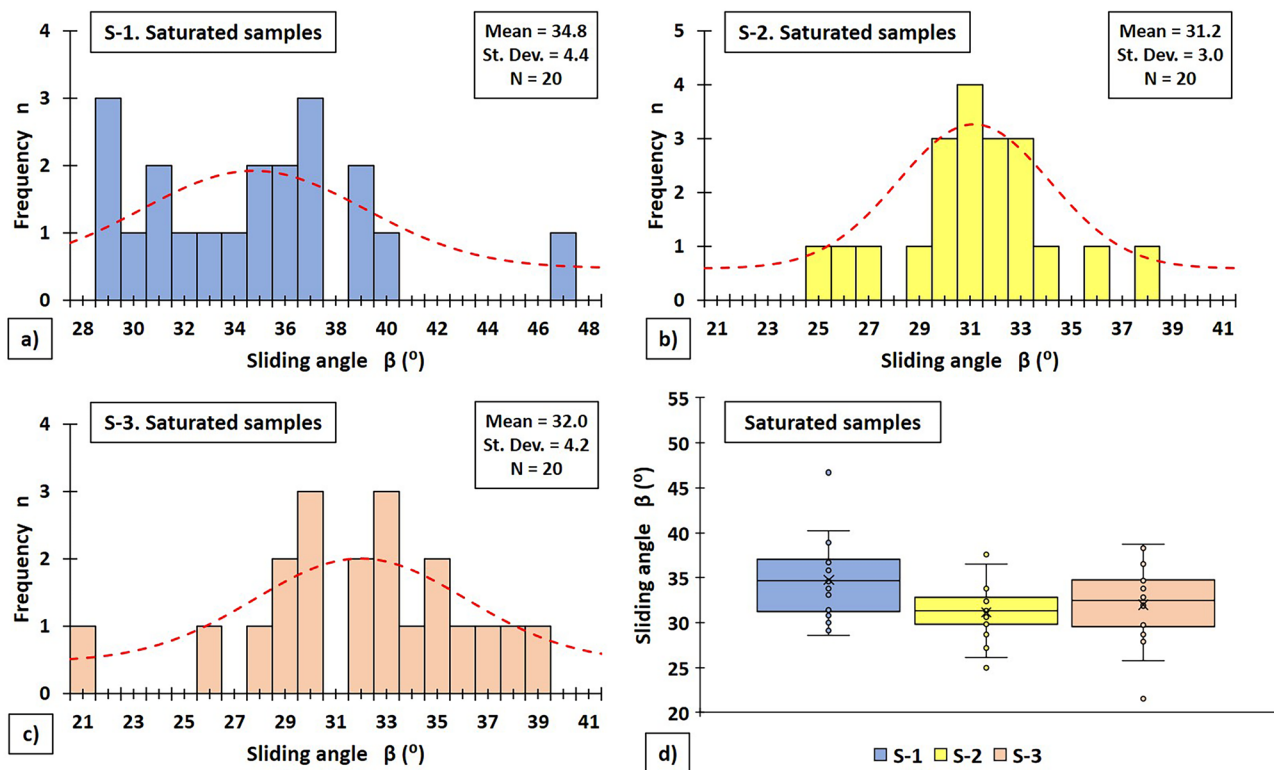 S-1. Saturated samples
Mean = 34.8
St. Dev. = 4.4
N = 20
Frequency n
4
3
2
1
0
28 30 32 34 36 38 40 42 44 46 48
Sliding angle β (º)
a)
S-2. Saturated samples
Mean = 31.2
St. Dev. = 3.0
N = 20
Frequency n
5
4
3
2
1
0
21 23 25 27 29 31 33 35 37 39 41
Sliding angle β (º)
b)
S-3. Saturated samples
Mean = 32.0
St. Dev. = 4.2
N = 20
Frequency n
4
3
2
1
0
21 23 25 27 29 31 33 35 37 39 41
Sliding angle β (º)
c)
Saturated samples
Sliding angle β (º)
55
50
45
40
35
30
25
20
d)
S-1 S-2 S-3